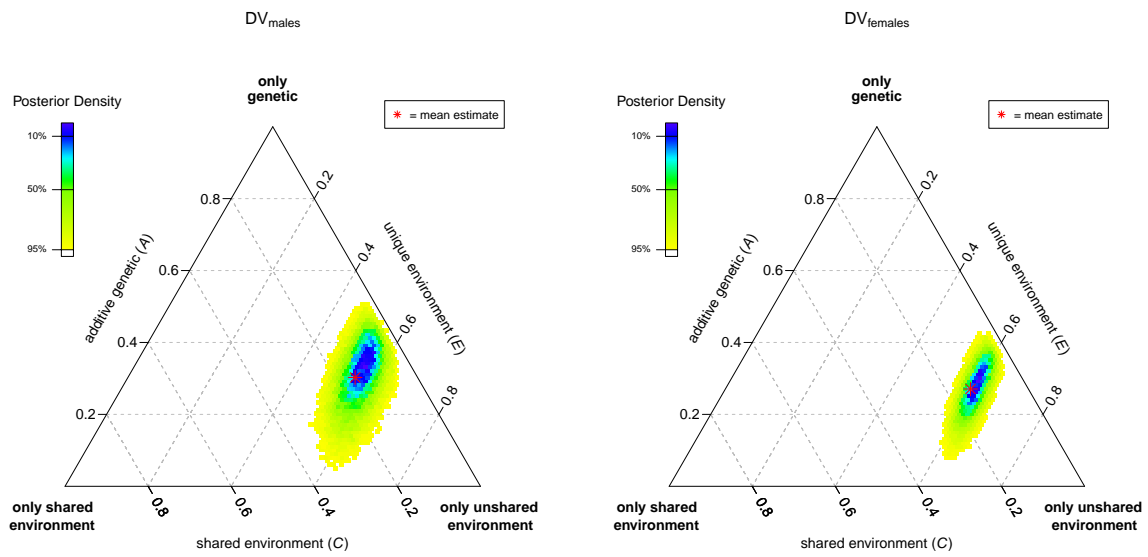 DVmales
only
genetic
Posterior Density
10%
50%
95%
* = mean estimate
0.8
0.6
0.4
0.2
additive genetic (A)
0.2
0.4
0.6
0.8
unique environment (E)
only shared
environment
0.8
0.6
0.4
0.2
only unshared
environment
shared environment (C)
DVfemales
only
genetic
Posterior Density
10%
50%
95%
* = mean estimate
0.8
0.6
0.4
0.2
additive genetic (A)
0.2
0.4
0.6
0.8
unique environment (E)
only shared
environment
0.8
0.6
0.4
0.2
only unshared
environment
shared environment (C)